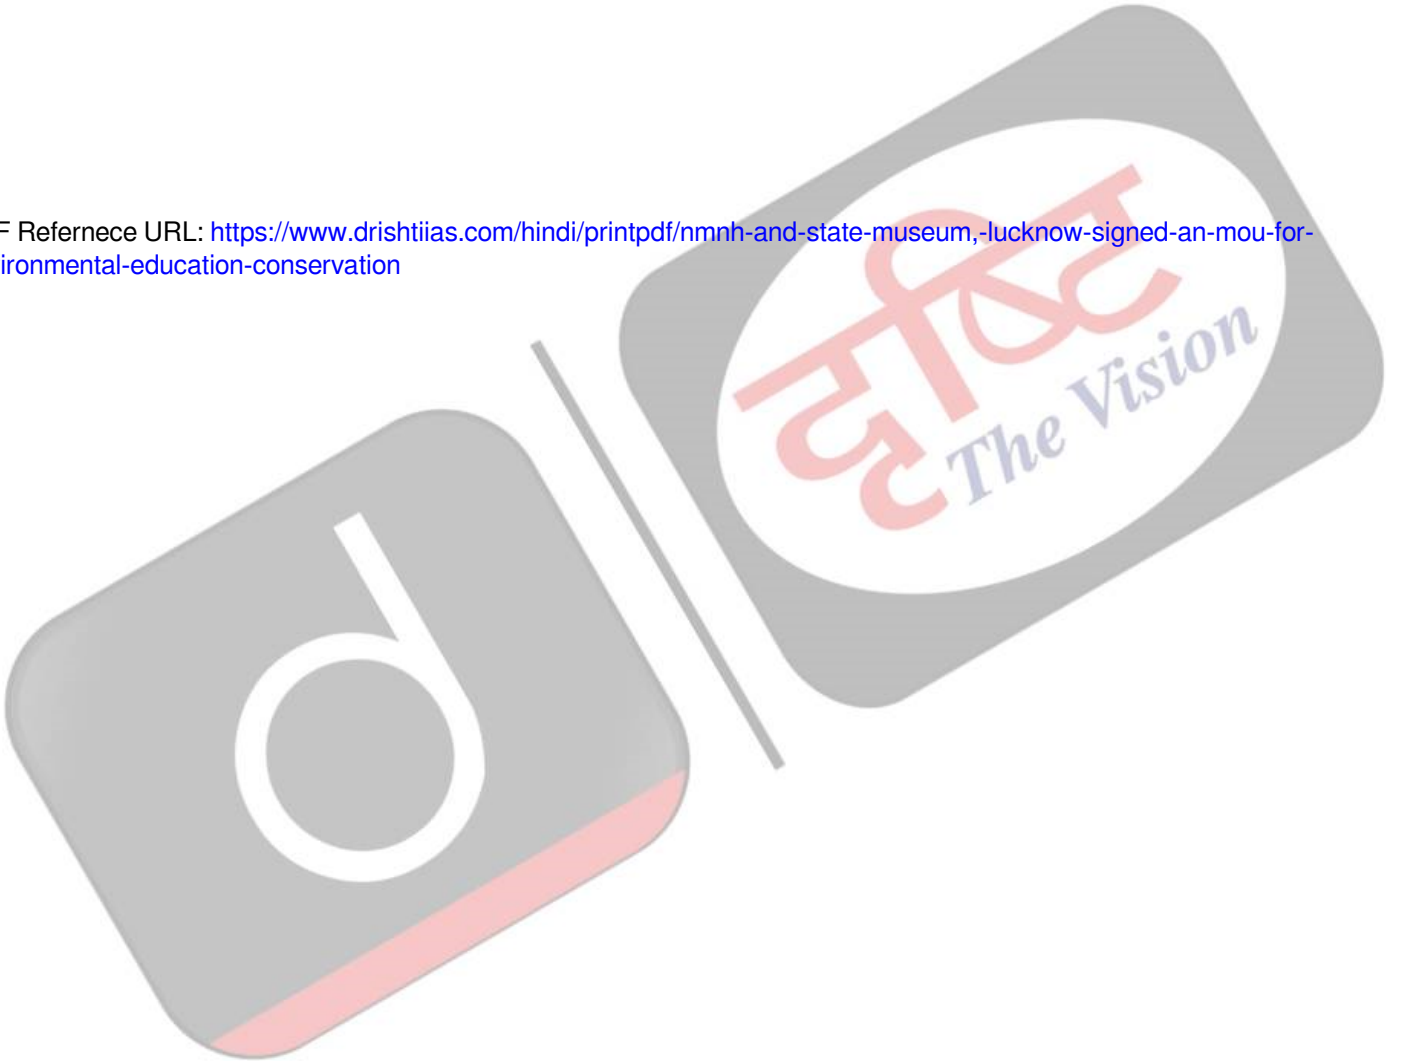 F Refernece URL: https://www.drishtiias.com/hindi/printpdf/nmnh-and-state-museum,-lucknow-signed-an-mou-for-
ironmental-education-conservation
दृष्टि
The Vision
d